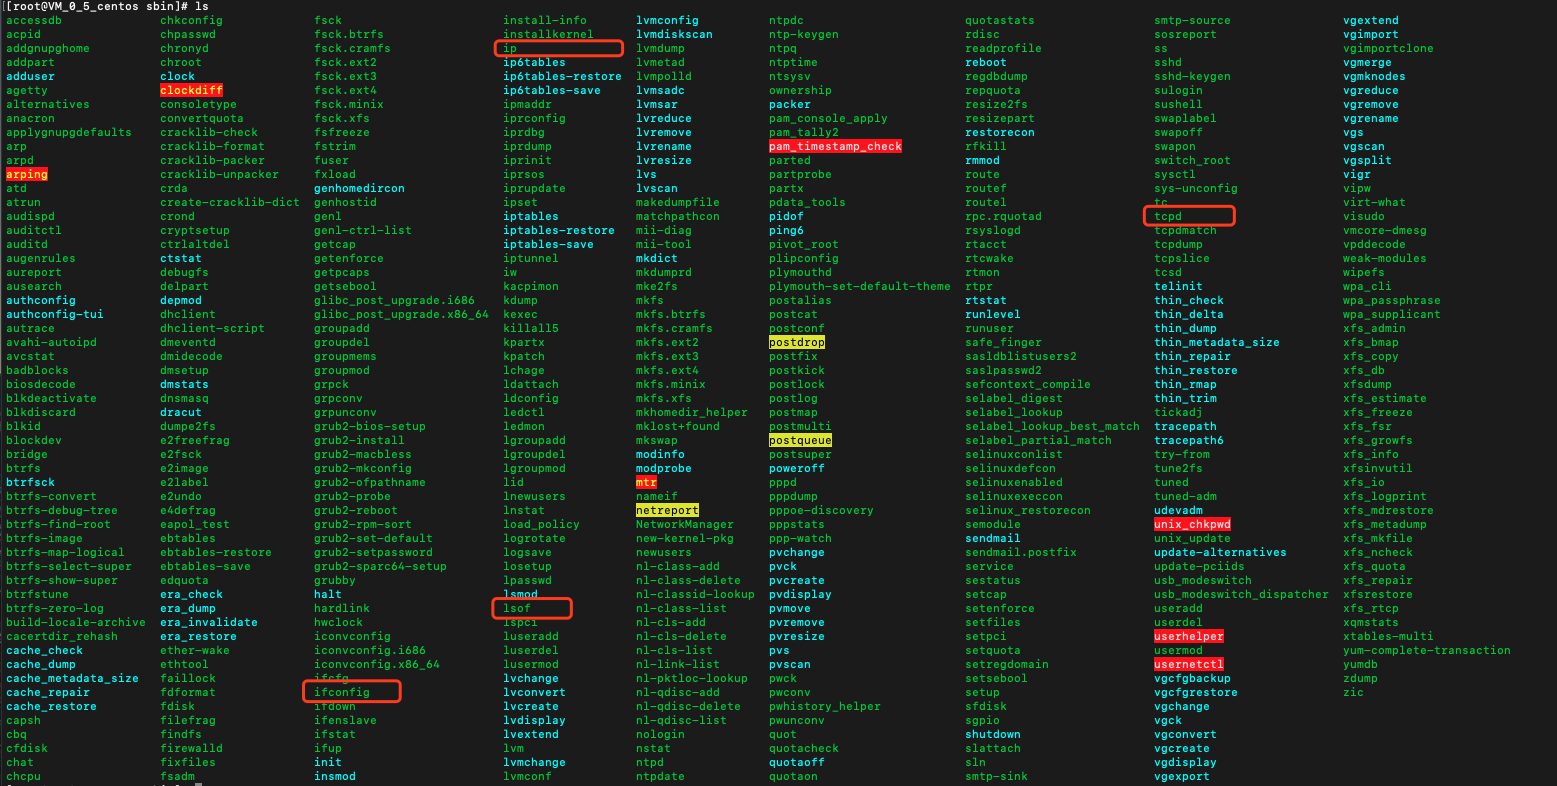 [[root@VM_0_5_centos sbin]# ls
accessdb chkconfig fsck install-info lvmconfig ntpdc quotastats smtp-source vgextend
acpid chpasswd fsck.btrfs installkernel lvmdiskscan ntp-keygen rdisc sosreport vgimport
addgnupghome chronyd fsck.cramfs ip lvmdump ntpq readprofile ss vgimportclone
addpart chroot fsck.ext2 ip6tables lvmetad ntptime reboot sshd vgmerge
adduser clock fsck.ext3 ip6tables-restore lvmpolld ntsysv regdbdump sshd-keygen vgmknodes
agetty clockdiff fsck.ext4 ip6tables-save lvmsadc ownership repquota sulogin vgreduce
alternatives consoletype fsck.minix ipmaddr lvmsar packer resize2fs sushell vgremove
anacron convertquota fsck.xfs iprconfig lvreduce pam_console_apply resizepart swaplabel vgrename
applygnupgdefaults cracklib-check fsfreeze iprdbg lvremove pam_tally2 restorecon swapoff vgs
arp cracklib-format fstrim iprdump lvrename pam_timestamp_check rfkill swapon vgscan
arpd cracklib-packer fuser iprinit lvresize parted rmmod switch_root vgsplit
arping cracklib-unpacker fxload iprsos lvs partprobe route sysctl vigr
atd crda genhomedircon iprupdate lvscan partx routef sys-unconfig vipw
atrun create-cracklib-dict genhostid ipset makedumpfile pdata_tools routel tc virt-what
audispd crond genl iptables matchpathcon pidof rpc.rquotad tcpd visudo
auditctl cryptsetup genl-ctrl-list iptables-restore mii-diag ping6 rsyslogd tcpdmatch vmcore-dmesg
auditd ctrlaltdel getcap iptables-save mii-tool pivot_root rtacct tcpdump vpddecode
augenrules ctstat getenforce iptunnel mkdict plipconfig rtcwake tcpslice weak-modules
aureport debugfs getpcaps iw mkdumprd plymouthd rtmon tcsd wipefs
ausearch delpart getsebool kacpimon mke2fs plymouth-set-default-theme rtpr telinit wpa_cli
authconfig depmod glibc_post_upgrade.i686 kdump mkfs postalias rtstat thin_check wpa_passphrase
authconfig-tui dhclient glibc_post_upgrade.x86_64 kexec mkfs.btrfs postcat runlevel thin_delta wpa_supplicant
autrace dhclient-script groupadd killall5 mkfs.cramfs postconf runuser thin_dump xfs_admin
avahi-autoipd dmeventd groupdel kpartx mkfs.ext2 postdrop safe_finger thin_metadata_size xfs_bmap
avcstat dmidecode groupmems kpatch mkfs.ext3 postfix sasldblistusers2 thin_repair xfs_copy
badblocks dmsetup groupmod lchage mkfs.ext4 postkick saslpasswd2 thin_restore xfs_db
biosdecode dmstats grpck ldattach mkfs.minix postlock sefcontext_compile thin_rmap xfsdump
blkdeactivate dnsmasq grpconv ldconfig mkfs.xfs postlog selabel_digest thin_trim xfs_estimate
blkdiscard dracut grpunconv ledctl mkhomedir_helper postmap selabel_lookup tickadj xfs_freeze
blkid dumpe2fs grub2-bios-setup ledmon mklost+found postmulti selabel_lookup_best_match tracepath xfs_fsr
blockdev e2freefrag grub2-install lgroupadd mkswap postqueue selabel_partial_match tracepath6 xfs_growfs
bridge e2fsck grub2-macbless lgroupdel modinfo postsuper selinuxconlist try-from xfs_info
btrfs e2image grub2-mkconfig lgroupmod modprobe poweroff selinuxdefcon tune2fs xfsinvutil
btrfsck e2label grub2-ofpathname lid mtr pppd selinuxenabled tuned xfs_io
btrfs-convert e2undo grub2-probe lnewusers nameif pppdump selinuxexeccon tuned-adm xfs_logprint
btrfs-debug-tree e4defrag grub2-reboot lnstat netreport pppoe-discovery selinux_restorecon udevadm xfs_mdrestore
btrfs-find-root eapol_test grub2-rpm-sort load_policy NetworkManager pppstats semodule unix_chkpwd xfs_metadump
btrfs-image ebtables grub2-set-default logrotate new-kernel-pkg ppp-watch sendmail unix_update xfs_mkfile
btrfs-map-logical ebtables-restore grub2-setpassword logsave newusers pvchange sendmail.postfix update-alternatives xfs_ncheck
btrfs-select-super ebtables-save grub2-sparc64-setup losetup nl-class-add pvck service update-pciids xfs_quota
btrfs-show-super edquota grubby lpasswd nl-class-delete pvcreate sestatus usb_modeswitch xfs_repair
btrfstune era_check halt lsmod nl-classid-lookup pvdisplay setcap usb_modeswitch_dispatcher xfsrestore
btrfs-zero-log era_dump hardlink lsof nl-class-list pvmove setenforce useradd xfs_rtcp
build-locale-archive era_invalidate hwclock lspci nl-cls-add pvremove setfiles userdel xqmstats
cacertdir_rehash era_restore iconvconfig luseradd nl-cls-delete pvresize setpci userhelper xtables-multi
cache_check ether-wake iconvconfig.i686 luserdel nl-cls-list pvs setquota usermod yum-complete-transaction
cache_dump ethtool iconvconfig.x86_64 lusermod nl-link-list pvscan setregdomain usernetctl yumdb
cache_metadata_size faillock ifcfg lvchange nl-pktloc-lookup pwck setsebool vgcfgbackup zdump
cache_repair fdformat ifconfig lvconvert nl-qdisc-add pwconv setup vgcfgrestore zic
cache_restore fdisk ifdown lvcreate nl-qdisc-delete pwhistory_helper sfdisk vgchange
capsh filefrag ifenslave lvdisplay nl-qdisc-list pwunconv sgpio vgck
cbq findfs ifstat lvextend nologin quot shutdown vgconvert
cfdisk firewalld ifup lvm nstat quotacheck slattach vgcreate
chat fixfiles init lvmchange ntpd quotaoff sln vgdisplay
chcpu fsadm insmod lvmconf ntpdate quotaon smtp-sink vgexport